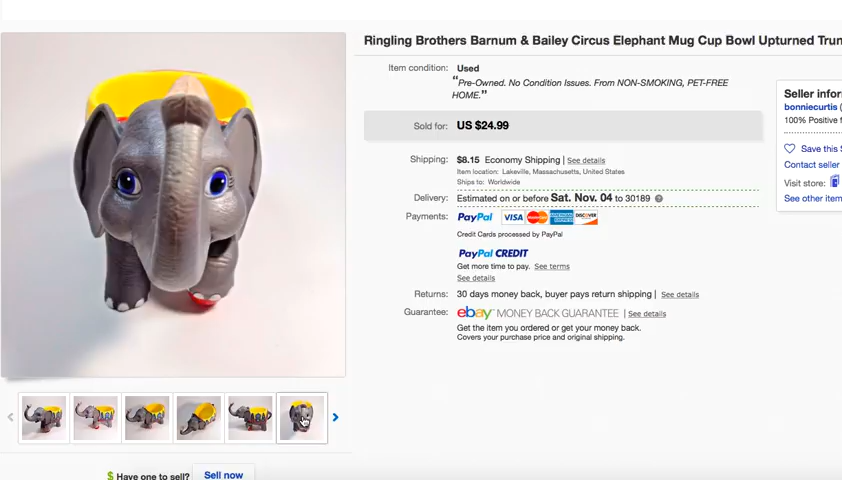 Ringling Brothers Barnum & Bailey Circus Elephant Mug Cup Bowl Upturned
Item condition: Used
“Pre-Owned. No Condition Issues. From NON-SMOKING, PET-FREE
HOME.”
Sold for: US $24.99
Shipping: $8.15 Economy Shipping | See details
Item location: Lakeville, Massachusetts, United States
Ships to: Worldwide
Delivery: Estimated on or before Sat. Nov. 04 to 30189
Payments: PayPal VISA MasterCard AMERICAN EXPRESS DISCOVER
Credit Cards processed by PayPal
PayPal CREDIT
Get more time to pay. See terms
See details
Returns: 30 days money back, buyer pays return shipping | See details
Guarantee: ebay MONEY BACK GUARANTEE | See details
Get the item you ordered or get your money back.
Covers your purchase price and original shipping.
Seller
bonniecurtis (
100% Positive
Save this
Contact seller
Visit store:
See other
$ Have one to sell? Sell now